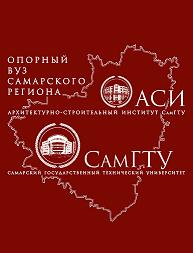 ОПОРНЫЙ
ВУЗ
САМАРСКОГО
РЕГИОНА
АСИ
АРХИТЕКТУРНО-СТРОИТЕЛЬНЫЙ ИНСТИТУТ САМГТУ
САМГТУ
САМАРСКИЙ ГОСУДАРСТВЕННЫЙ ТЕХНИЧЕСКИЙ УНИВЕРСИТЕТ